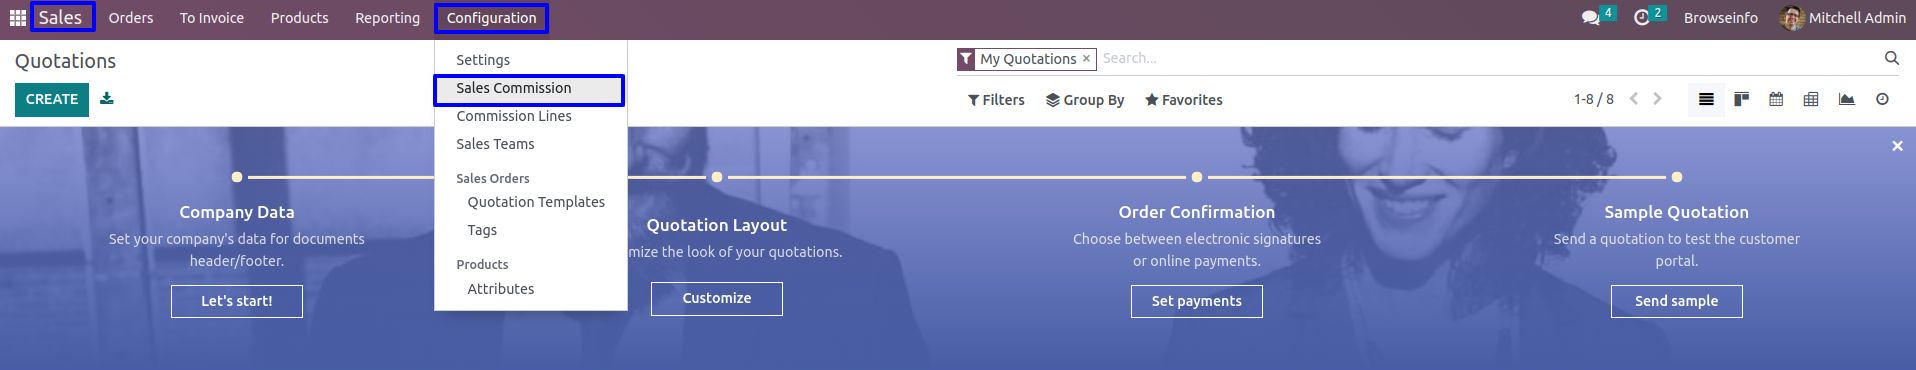 Sales Orders To Invoice Products Reporting Configuration 4 2 Browseinfo Mitchell Admin
Quotations
My Quotations × Search...
CREATE
Filters Group By Favorites 1-8 / 8
Settings
Sales Commission
Commission Lines
Sales Teams
Sales Orders
Quotation Templates
Tags
Products
Attributes
Company Data
Set your company's data for documents
header/footer.
Let's start!
Quotation Layout
mize the look of your quotations.
Customize
Order Confirmation
Choose between electronic signatures
or online payments.
Set payments
Sample Quotation
Send a quotation to test the customer
portal.
Send sample